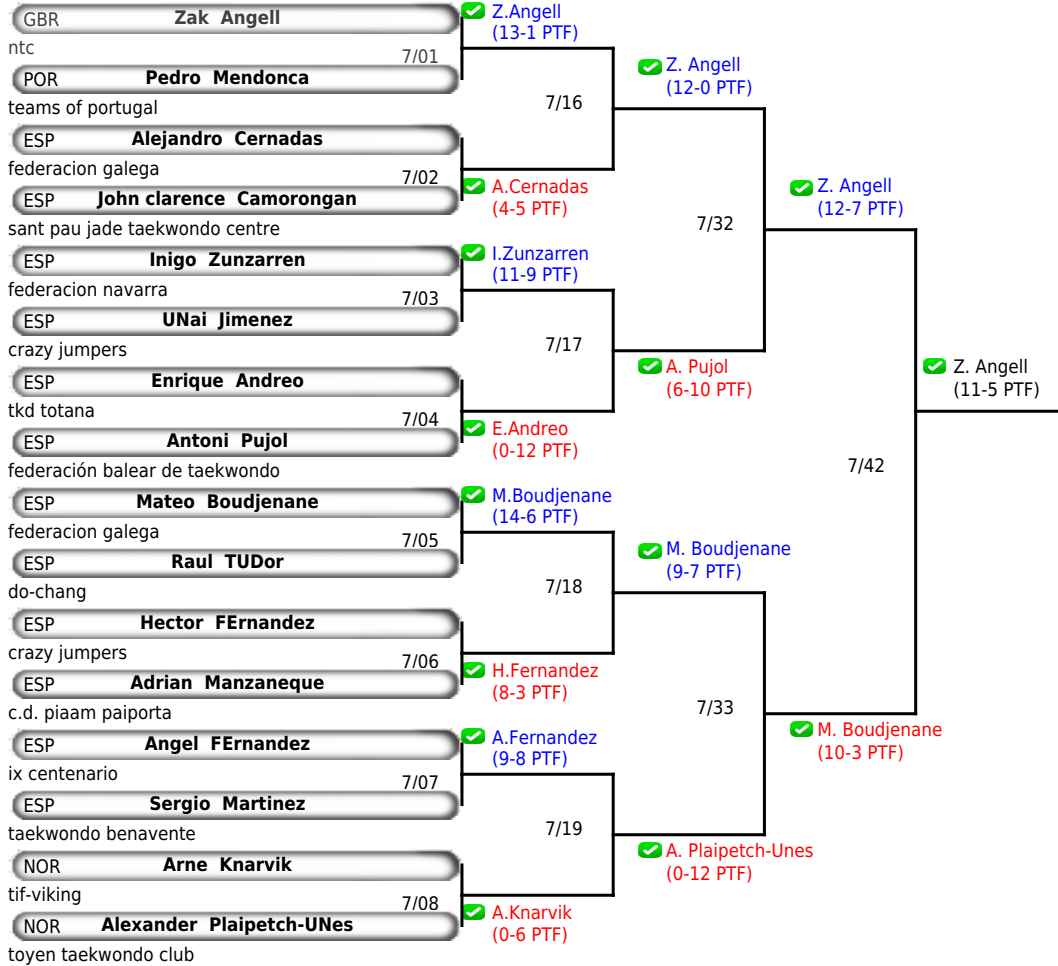 GBR Zak Angell
ntc
7/01
POR Pedro Mendonca
teams of portugal
ESP Alejandro Cernadas
federacion galega
7/02
ESP John clarence Camorongan
sant pau jade taekwondo centre
ESP Inigo Zunzarren
federacion navarra
7/03
ESP UNai Jimenez
crazy jumpers
ESP Enrique Andreo
tkd totana
7/04
ESP Antoni Pujol
federación balear de taekwondo
ESP Mateo Boudjenane
federacion galega
7/05
ESP Raul TUDor
do-chang
ESP Hector FErnandez
crazy jumpers
7/06
ESP Adrian Manzaneque
c.d. piaam paiporta
ESP Angel FErnandez
ix centenario
7/07
ESP Sergio Martinez
taekwondo benavente
NOR Arne Knarvik
tif-viking
7/08
NOR Alexander Plaipetch-UNes
toyen taekwondo club
Z.Angell
(13-1 PTF)
7/16
A.Cernadas
(4-5 PTF)
I.Zunzarren
(11-9 PTF)
7/17
E.Andreo
(0-12 PTF)
M.Boudjenane
(14-6 PTF)
7/18
H.Fernandez
(8-3 PTF)
A.Fernandez
(9-8 PTF)
7/19
A.Knarvik
(0-6 PTF)
Z. Angell
(12-0 PTF)
7/32
A. Pujol
(6-10 PTF)
M. Boudjenane
(9-7 PTF)
7/33
A. Plaipetch-Unes
(0-12 PTF)
Z. Angell
(12-7 PTF)
7/42
M. Boudjenane
(10-3 PTF)
Z. Angell
(11-5 PTF)